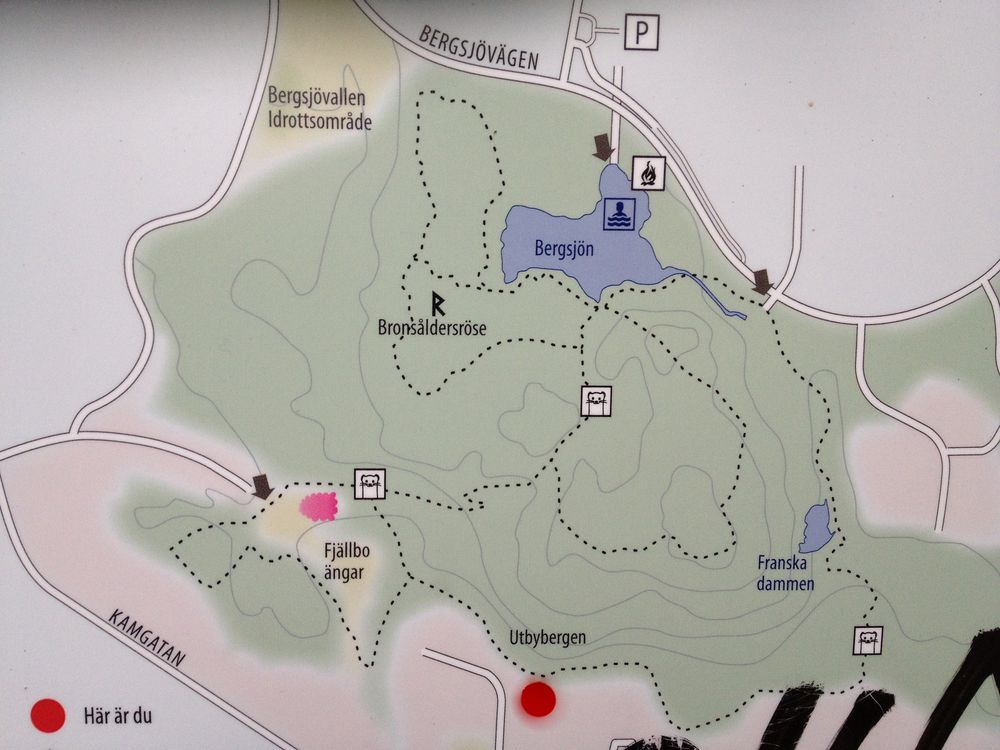 BERGSJÖVÄGEN
P
Bergsjövallen
Idrottsområde
Bergsjön
R
Bronsåldersröse
Fjällbo
ängar
Franska
dammen
KAMGATAN
Utbybergen
Här är du